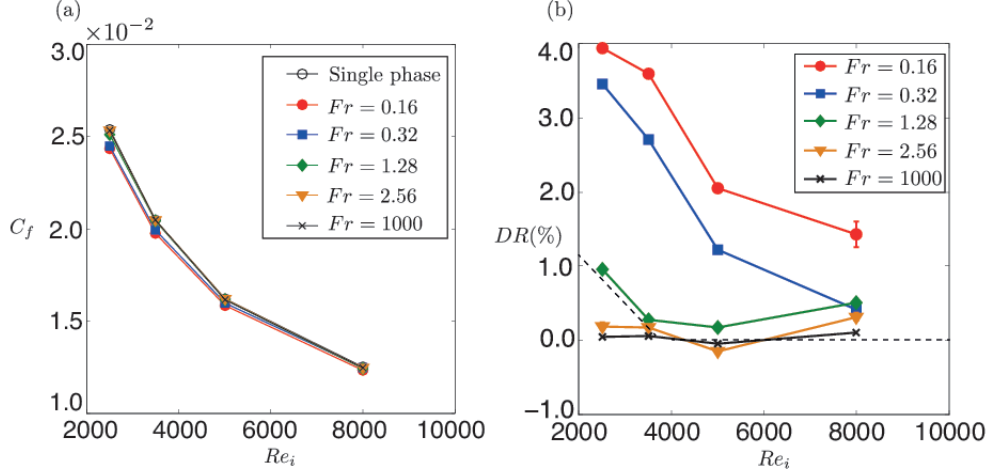 (a)
×10⁻²
3.0
2.5
2.0
1.5
1.0
C_f
2000 4000 6000 8000 10000
Re_i
Single phase
Fr = 0.16
Fr = 0.32
Fr = 1.28
Fr = 2.56
Fr = 1000
(b)
4.0
3.0
2.0
1.0
0.0
−1.0
DR(%)
2000 4000 6000 8000 10000
Re_i
Fr = 0.16
Fr = 0.32
Fr = 1.28
Fr = 2.56
Fr = 1000